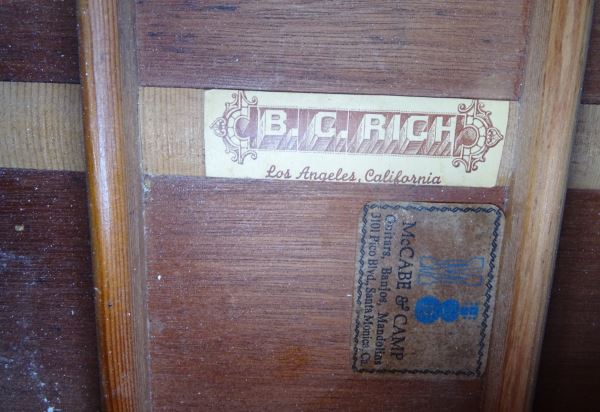 B. C. RICH
Los Angeles, California
McCABE & CAMP
Guitars, Banjos, Mandolins
3101 Pico Blvd., Santa Monica, Ca